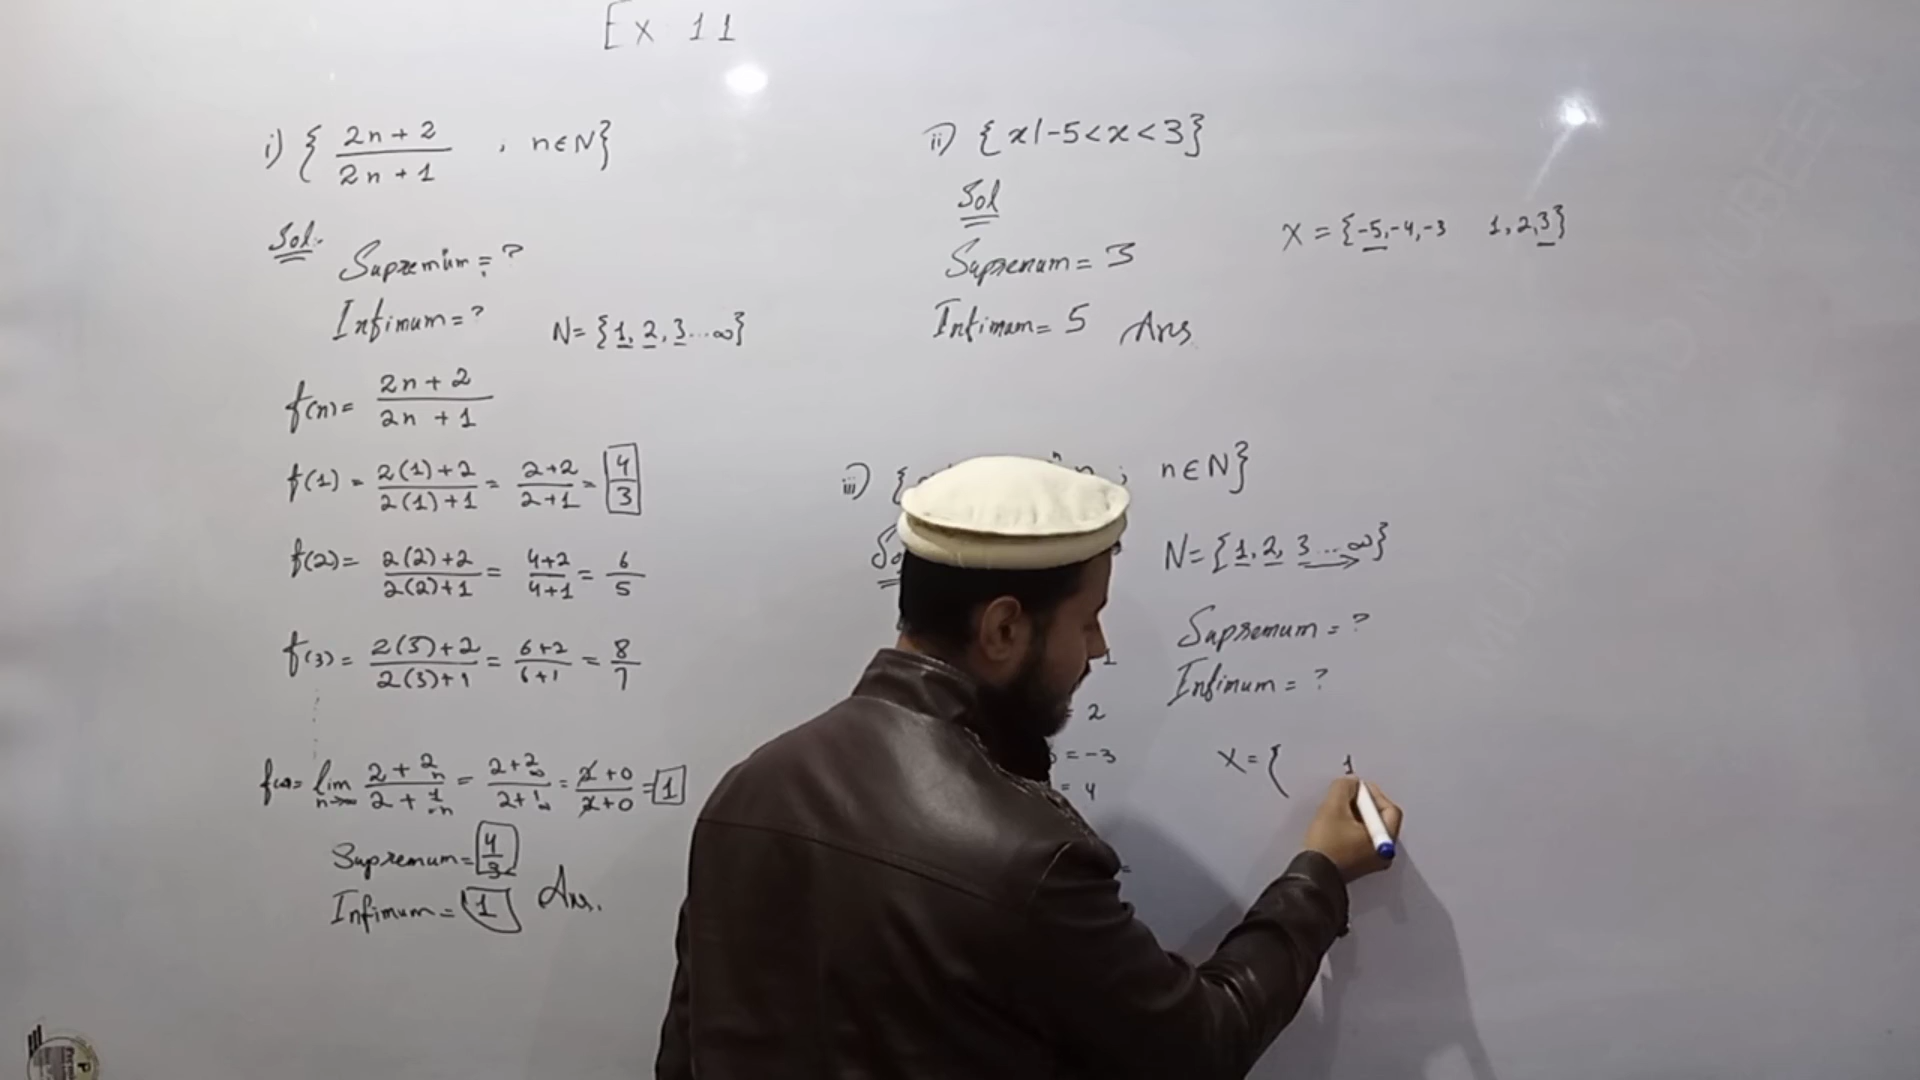 Ex 11
i) { 2n+2 / 2n+1 , n∈N}
Sol:
Supremum = ?
Infimum = ?
N = {1, 2, 3 ... ∞}
f(n) = 2n+2 / 2n+1
f(1) = 2(1)+2 / 2(1)+1 = 2+2 / 2+1 = 4/3
f(2) = 2(2)+2 / 2(2)+1 = 4+2 / 4+1 = 6/5
f(3) = 2(3)+2 / 2(3)+1 = 6+2 / 6+1 = 8/7
f(∞) = lim n→∞ 2+2/n / 2+1/n = 2+2/∞ / 2+1/∞ = 2+0 / 2+0 = 1
Supremum = 4/3
Infimum = 1 Ans.
ii) {x|-5<x<3}
Sol
Supremum = 3
Infimum = 5 Ans
X = {-5,-4,-3 1,2,3}
iii) { n ; n∈N}
N = {1, 2, 3 ... ∞}
Supremum = ?
Infimum = ?
1
= 2
= -3
= 4
=
X = { 1